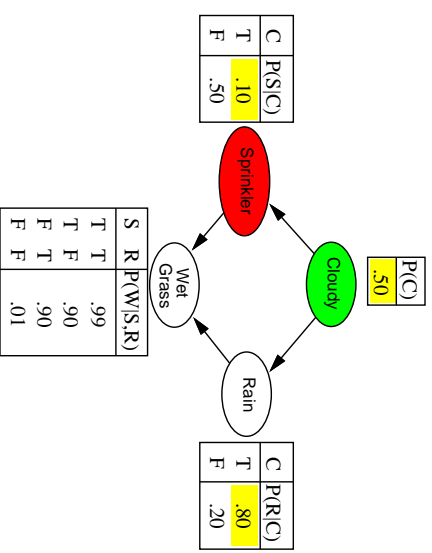 P(C)
.50
Cloudy
C P(S|C)
T .10
F .50
Sprinkler
Rain
C P(R|C)
T .80
F .20
Wet
Grass
S R P(W|S,R)
T T .99
T F .90
F T .90
F F .01